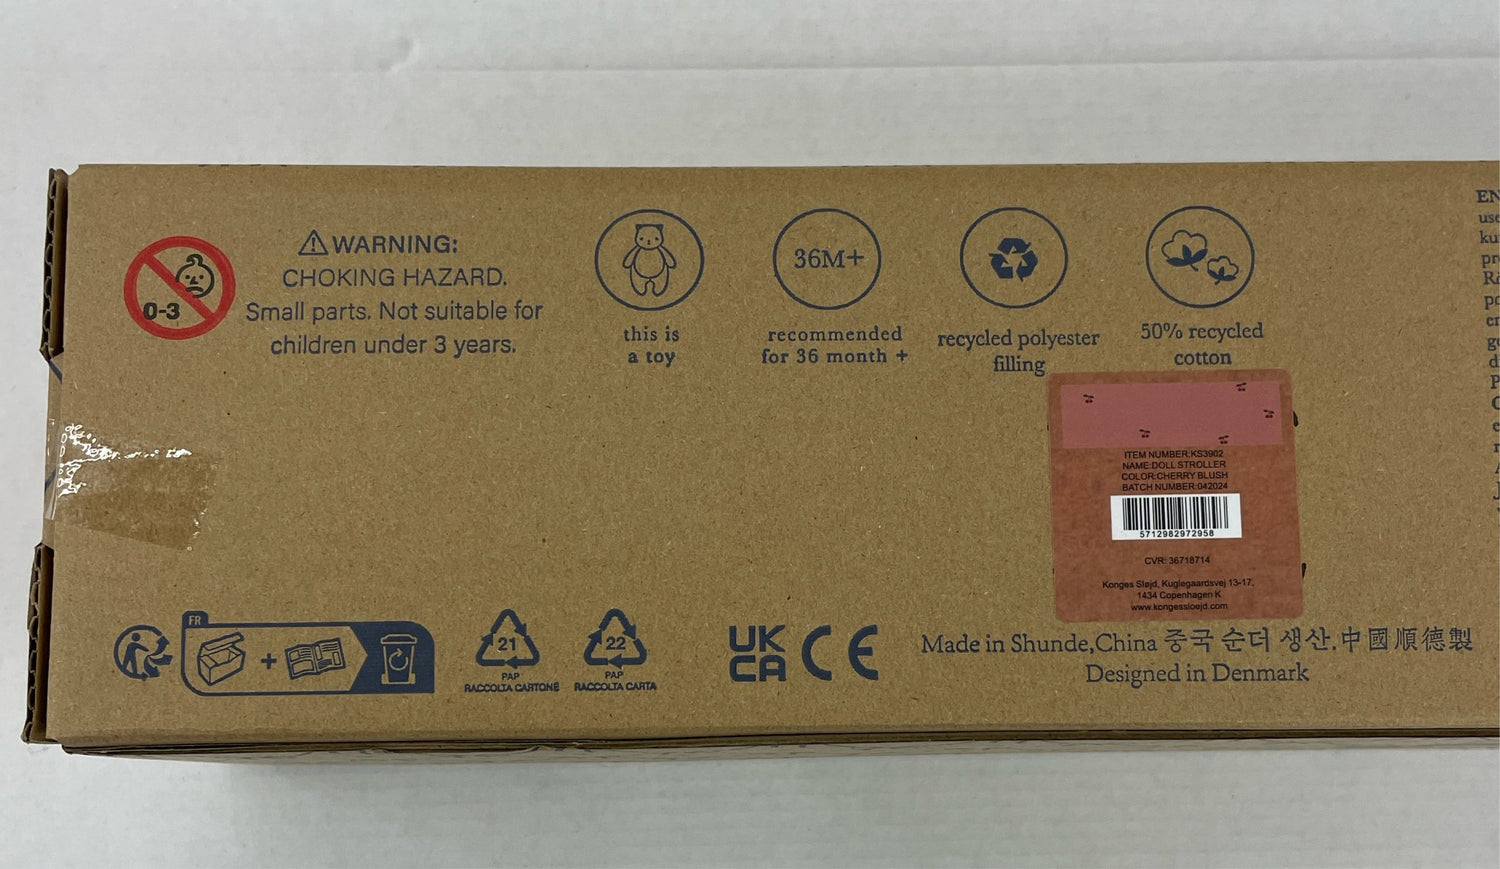 0-3
⚠WARNING:
CHOKING HAZARD.
Small parts. Not suitable for
children under 3 years.
this is
a toy
36M+
recommended
for 36 month +
recycled polyester
filling
50% recycled
cotton
ITEM NUMBER:KS3902
NAME:DOLL STROLLER
COLOR:CHERRY BLUSH
BATCH NUMBER:042024
5712982972958
CVR: 36718714
Konges Sløjd, Kuglegaardsvej 13-17,
1434 Copenhagen K
www.kongessloejd.com
FR
21
PAP
RACCOLTA CARTONE
22
PAP
RACCOLTA CARTA
UK
CA
CE
Made in Shunde,China 중국 순더 생산.中國順德製
Designed in Denmark